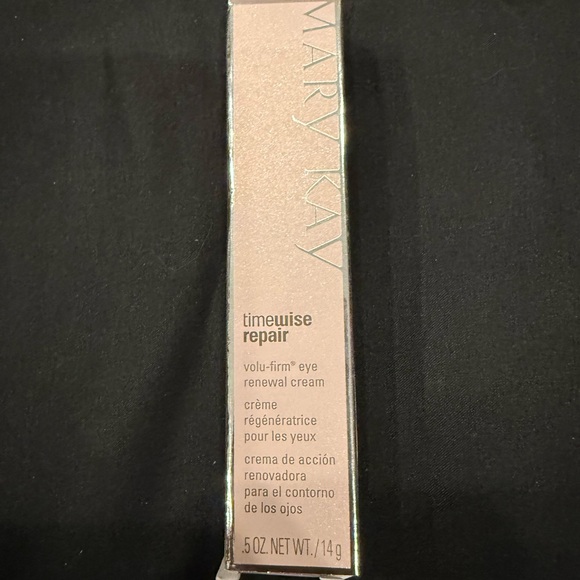 MARY KAY
timewise
repair
volu-firm® eye
renewal cream
crème
régénératrice
pour les yeux
crema de acción
renovadora
para el contorno
de los ojos
.5 OZ. NET WT. / 14 g